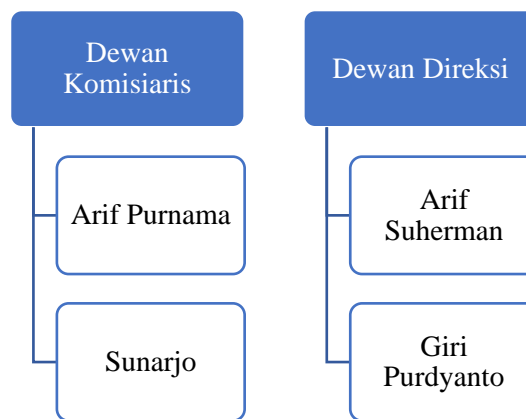 Dewan
Komisiaris
Arif Purnama
Sunarjo
Dewan Direksi
Arif
Suherman
Giri
Purdyanto